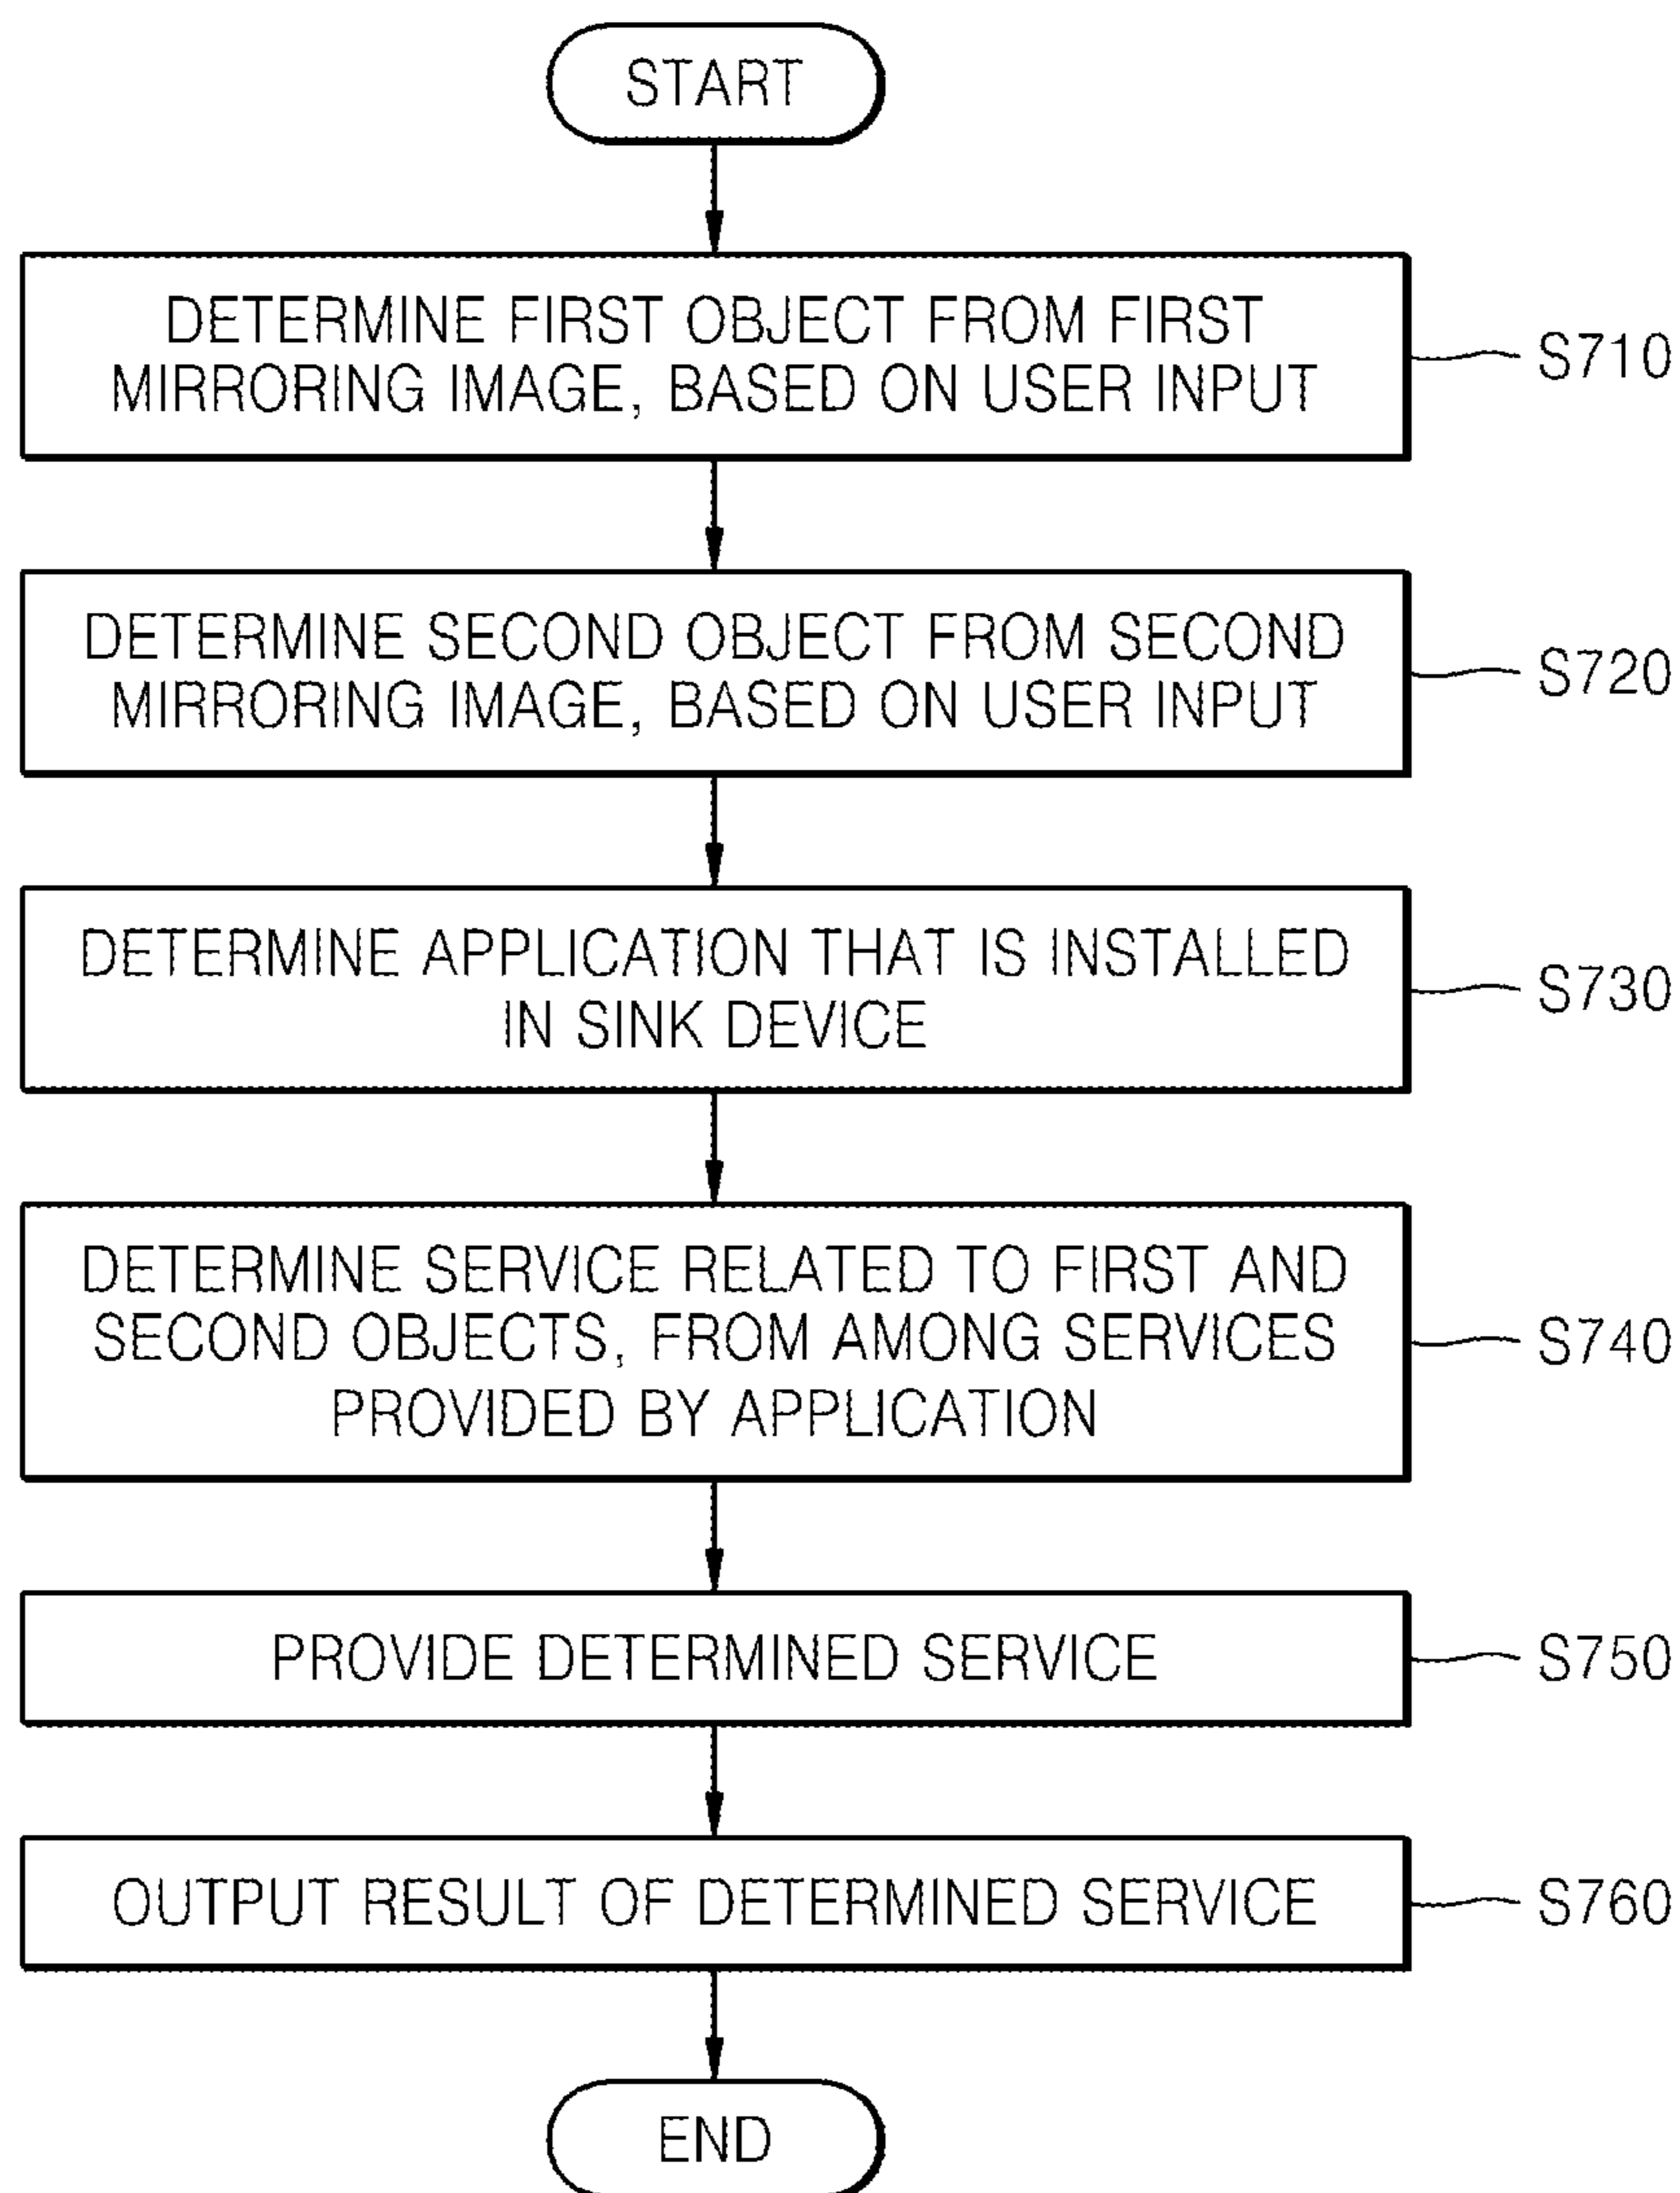 START
DETERMINE FIRST OBJECT FROM FIRST
MIRRORING IMAGE, BASED ON USER INPUT
S710
DETERMINE SECOND OBJECT FROM SECOND
MIRRORING IMAGE, BASED ON USER INPUT
S720
DETERMINE APPLICATION THAT IS INSTALLED
IN SINK DEVICE
S730
DETERMINE SERVICE RELATED TO FIRST AND
SECOND OBJECTS, FROM AMONG SERVICES
PROVIDED BY APPLICATION
S740
PROVIDE DETERMINED SERVICE
S750
OUTPUT RESULT OF DETERMINED SERVICE
S760
END